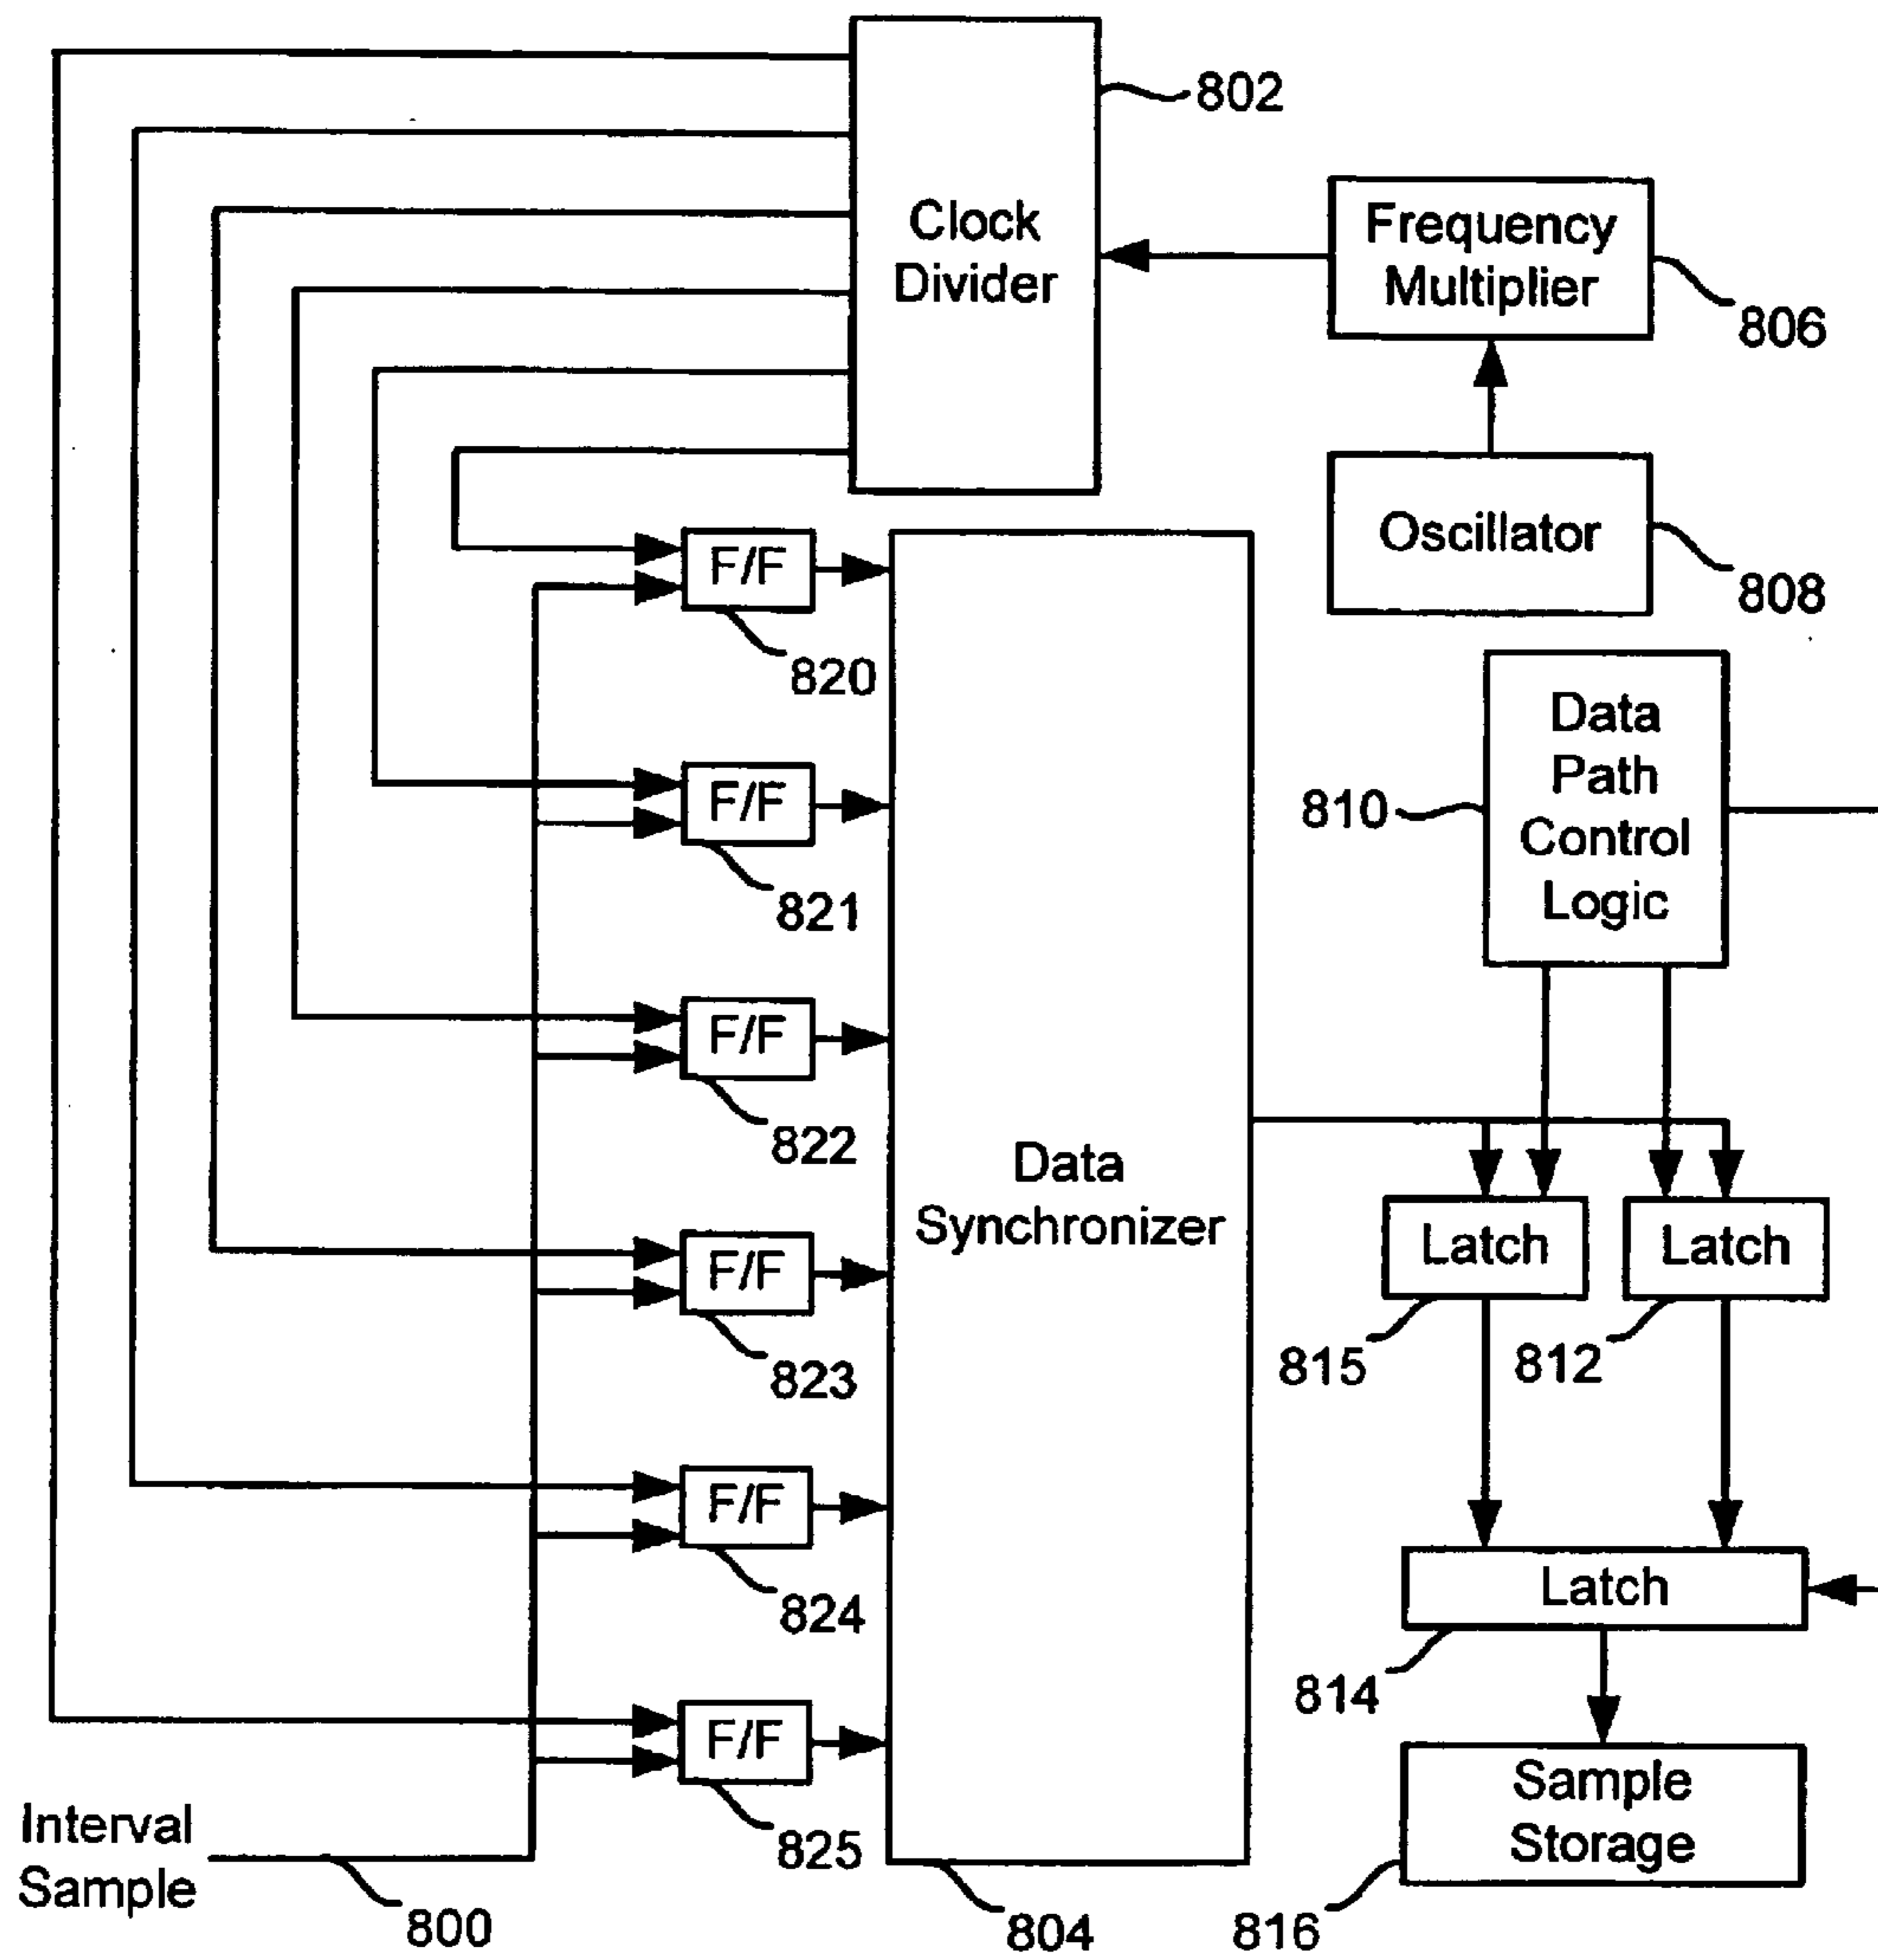 802
Clock
Divider
Frequency
Multiplier
806
Oscillator
808
F/F
820
F/F
821
F/F
822
F/F
823
F/F
824
F/F
825
Data
Synchronizer
804
Data
Path
Control
Logic
810
Latch
815
Latch
812
Latch
814
Sample
Storage
816
Interval
Sample
800